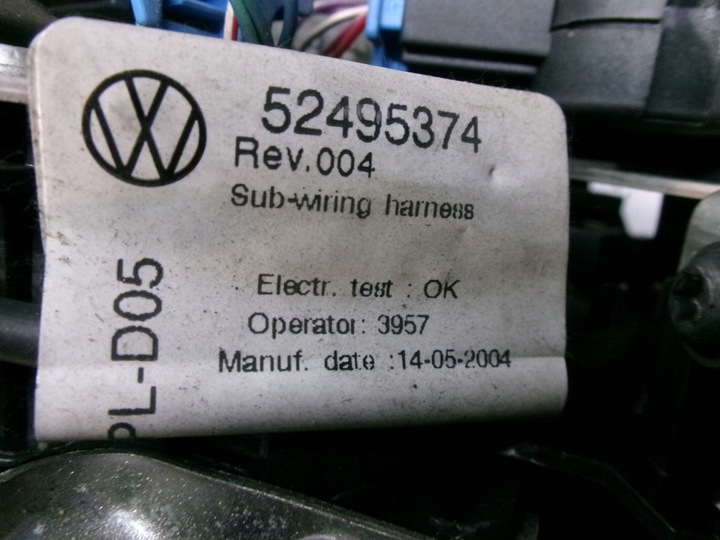 52495374
Rev.004
Sub-wiring harness
Electr. test : OK
Operator: 3957
Manuf. date :14-05-2004
PL-D05